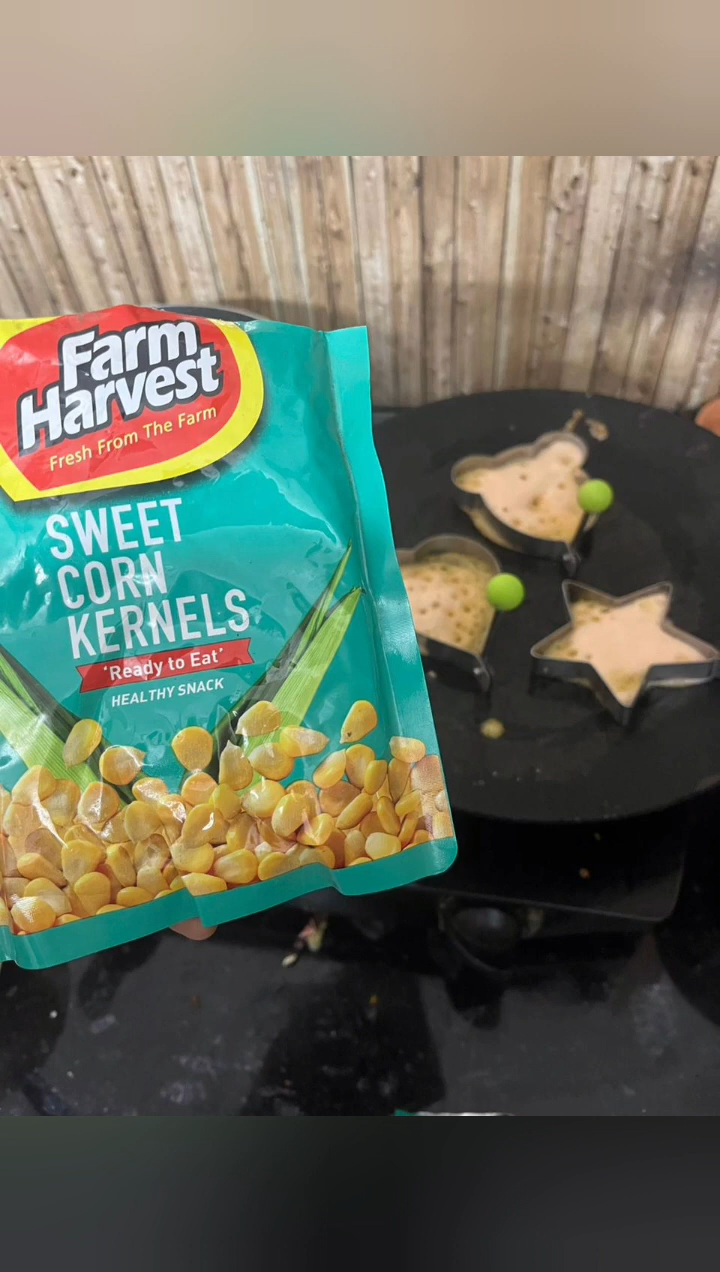 Farm
Harvest
Fresh From The Farm
SWEET
CORN
KERNELS
'Ready to Eat'
HEALTHY SNACK